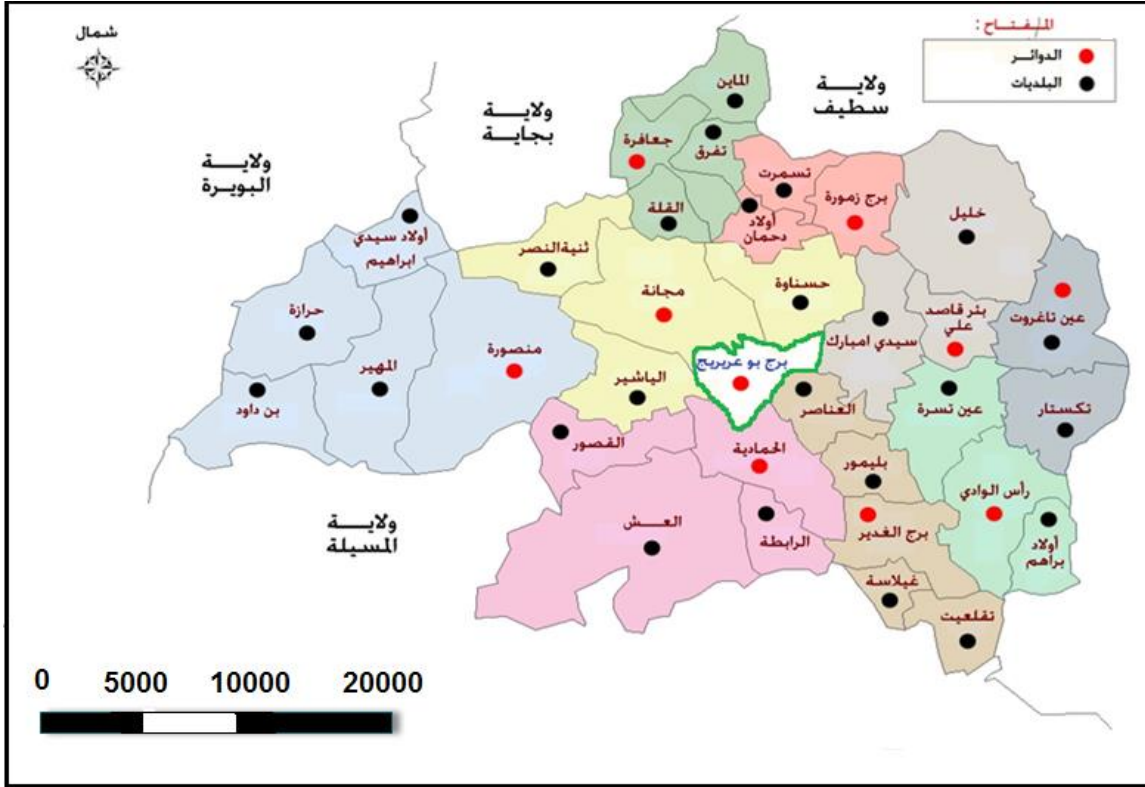 شمال
المفتاح :
الدوائر
البلديات
ولاية
سطيف
ولاية
بجاية
ولاية
البويرة
ولاية
المسيلة
الماين
تفرق
جعافرة
القلة
تسمرت
برج زمورة
أولاد
دحمان
خليل
أولاد سيدي
ابراهيم
ثنية النصر
حسناوة
مجانة
حرازة
عين تاغروت
بئر قاصد
علي
سيدي امبارك
منصورة
المهير
برج بو عريريج
الياشير
بن داود
العناصر
عين تسرة
تكستار
القصور
الحمادية
بليمور
رأس الوادي
العش
الرابطة
برج الغدير
أولاد
براهم
غيلاسة
تقلعيت
0 5000 10000 20000